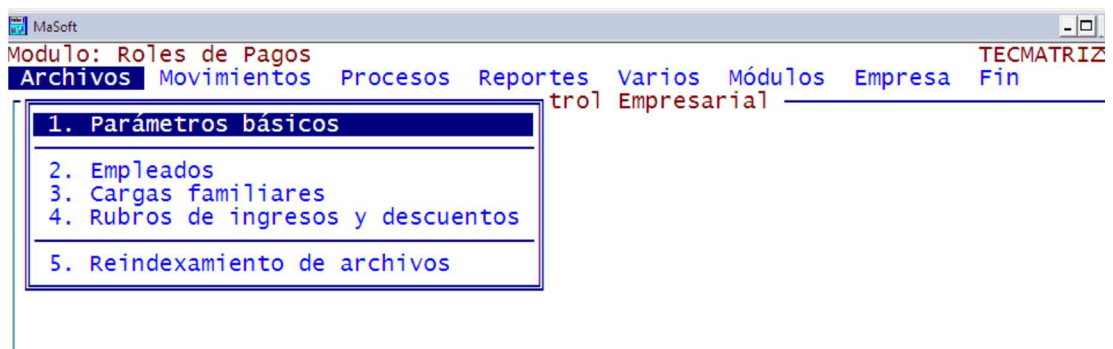 MaSoft
Modulo: Roles de Pagos TECMATRIZ
Archivos Movimientos Procesos Reportes Varios Módulos Empresa Fin
trol Empresarial
1. Parámetros básicos
2. Empleados
3. Cargas familiares
4. Rubros de ingresos y descuentos
5. Reindexamiento de archivos